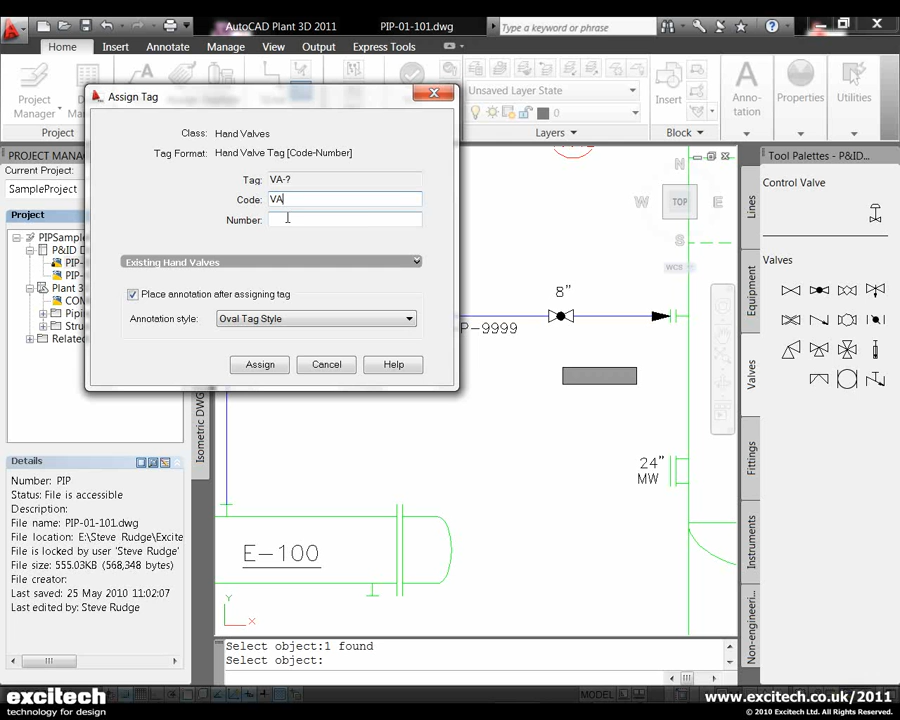 AutoCAD Plant 3D 2011
PIP-01-101.dwg
Type a keyword or phrase
Home
Insert
Annotate
Manage
View
Output
Express Tools
Project
Manager
Project
Unsaved Layer State
0
Layers
Insert
Block
Anno-
tation
Properties
Utilities
Assign Tag
Class: Hand Valves
Tag Format: Hand Valve Tag [Code-Number]
Tag: VA-?
Code: VA
Number:
Existing Hand Valves
Place annotation after assigning tag
Annotation style: Oval Tag Style
Assign
Cancel
Help
PROJECT MANA
Current Project:
SampleProject
Project
PIPSample
P&ID D
PIP-
PIP-
Plant 3
COM
Pipi
Stru
Relate
Isometric DWG
Details
Number: PIP
Status: File is accessible
Description:
File name: PIP-01-101.dwg
File location: E:\Steve Rudge\Excite
File is locked by user 'Steve Rudge'
File size: 555.03KB (568,348 bytes)
File creator:
Last saved: 25 May 2010 11:02:07
Last edited by: Steve Rudge
N
W
TOP
E
S
WCS
8"
P-9999
24"
MW
E-100
Y
X
Select object:1 found
Select object:
MODEL
Tool Palettes - P&ID...
Control Valve
Valves
Lines
Equipment
Valves
Fittings
Instruments
Non-engineeri...
excitech
technology for design
www.excitech.co.uk/2011
© 2010 Excitech Ltd. All Rights Reserved.